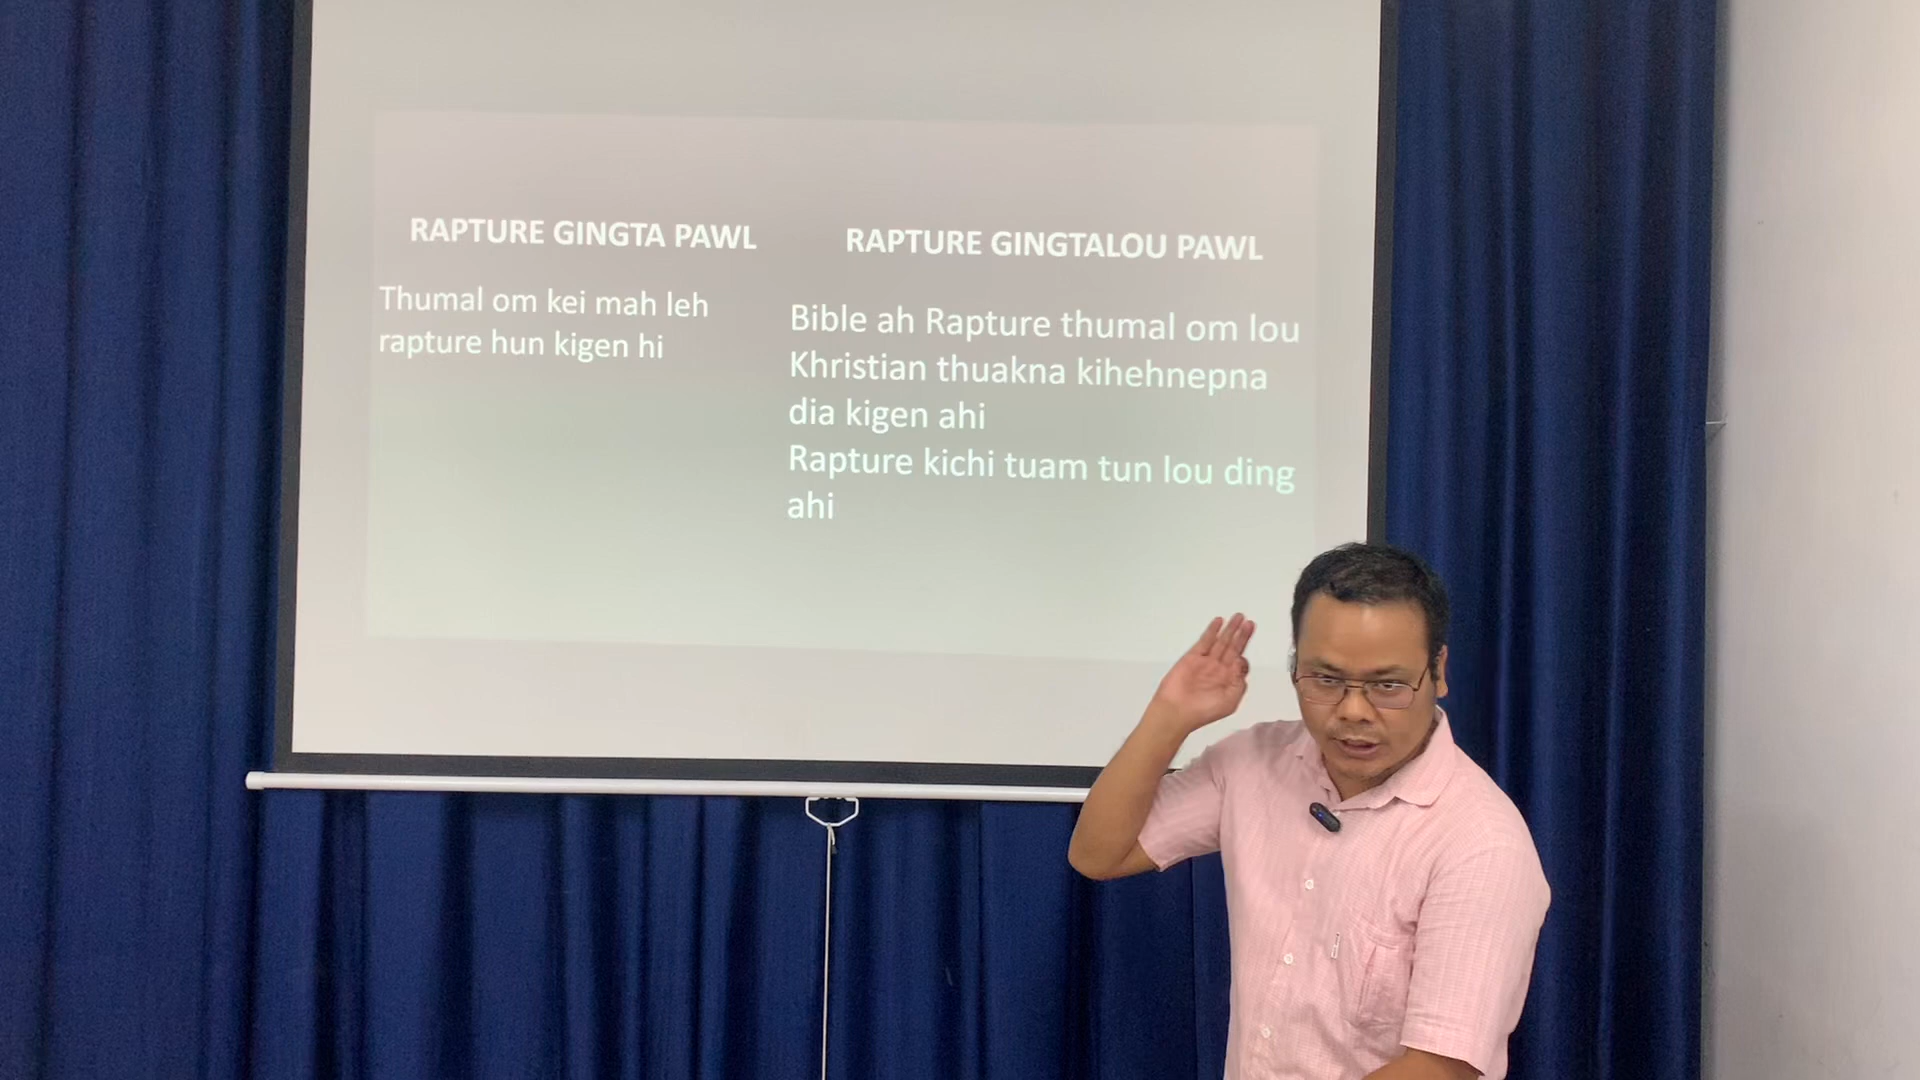 RAPTURE GINGTA PAWL
Thumal om kei mah leh
rapture hun kigen hi
RAPTURE GINGTALOU PAWL
Bible ah Rapture thumal om lou
Khristian thuakna kihehnepna
dia kigen ahi
Rapture kichi tuam tun lou ding
ahi